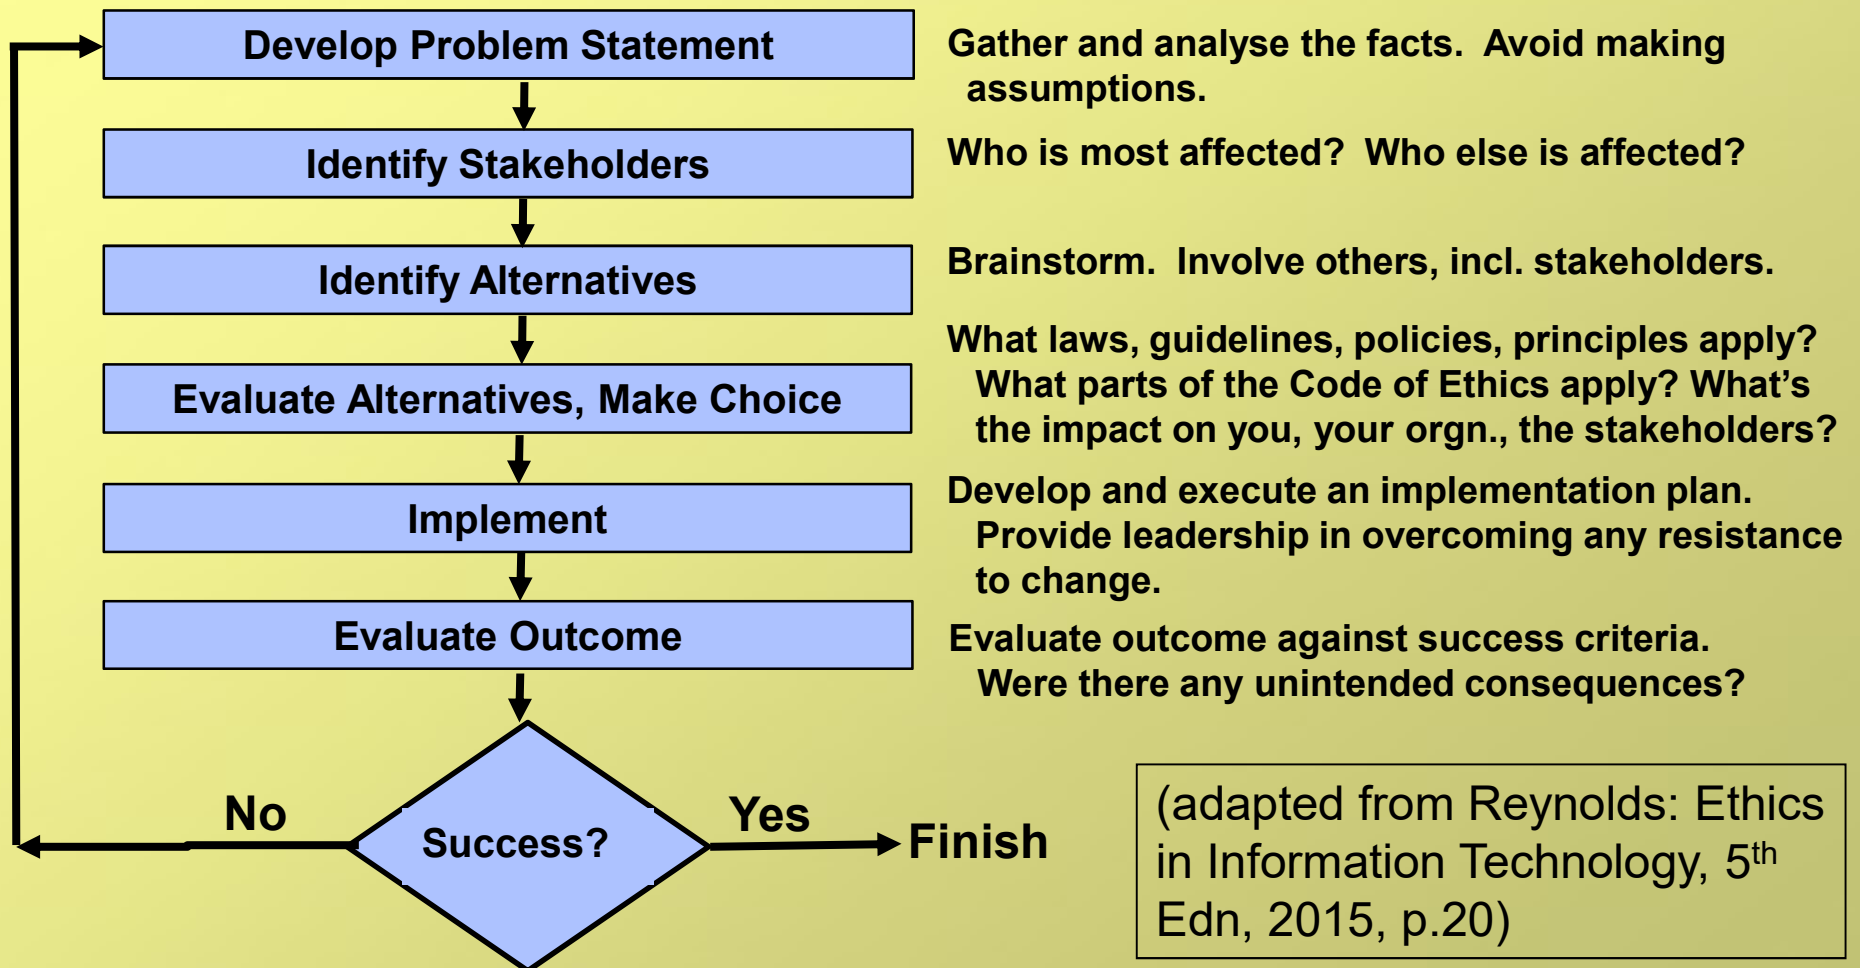 Develop Problem Statement
Gather and analyse the facts.  Avoid making
assumptions.
Identify Stakeholders
Who is most affected?  Who else is affected?
Identify Alternatives
Brainstorm.  Involve others, incl. stakeholders.
Evaluate Alternatives, Make Choice
What laws, guidelines, policies, principles apply?
What parts of the Code of Ethics apply? What’s
the impact on you, your orgn., the stakeholders?
Implement
Develop and execute an implementation plan.
Provide leadership in overcoming any resistance
to change.
Evaluate Outcome
Evaluate outcome against success criteria.
Were there any unintended consequences?
No
Success?
Yes
Finish
(adapted from Reynolds: Ethics
in Information Technology, 5th
Edn, 2015, p.20)